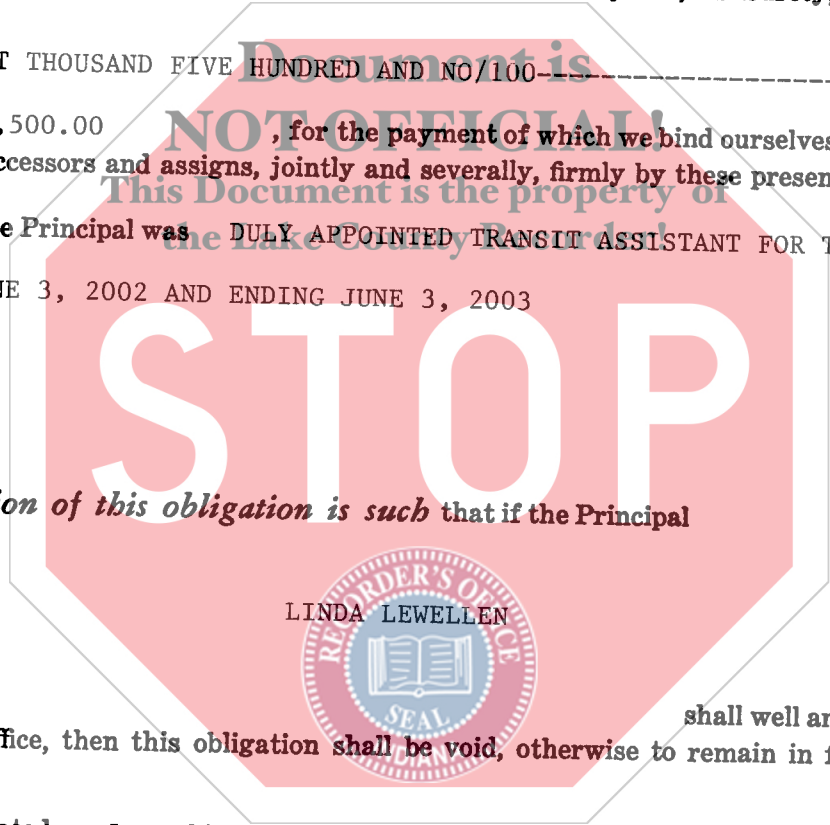 T THOUSAND FIVE HUNDRED AND NO/100--------------------
Document is
,500.00 , for the payment of which we bind ourselves
NOT OFFICIAL!
ccessors and assigns, jointly and severally, firmly by these presen
This Document is the property of
e Principal was DULY APPOINTED TRANSIT ASSISTANT FOR T
the Lake County Recorder!
NE 3, 2002 AND ENDING JUNE 3, 2003
STOP
ion of this obligation is such that if the Principal
RECORDER'S OFFICE
LINDA LEWELLEN
SEAL
shall well an
ffice, then this obligation shall be void, otherwise to remain in f